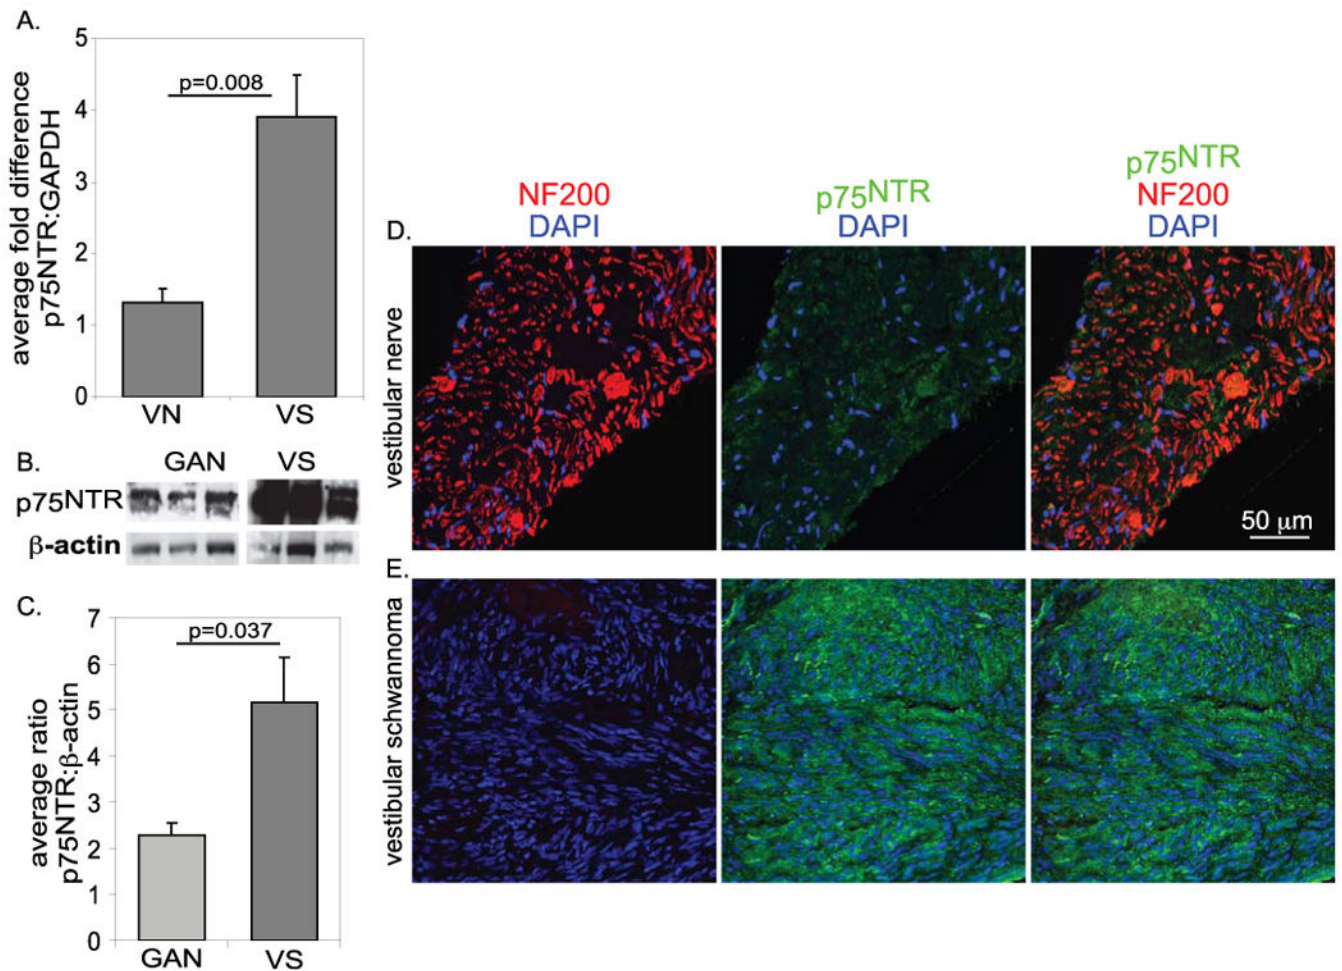 A.
5
4
3
2
1
0
average fold difference
p75NTR:GAPDH
p=0.008
VN
VS
B.
GAN
VS
p75NTR
β-actin
C.
7
6
5
4
3
2
1
0
average ratio
p75NTR:β-actin
p=0.037
GAN
VS
D.
NF200
DAPI
p75NTR
DAPI
p75NTR
NF200
DAPI
vestibular nerve
50 μm
E.
vestibular schwannoma